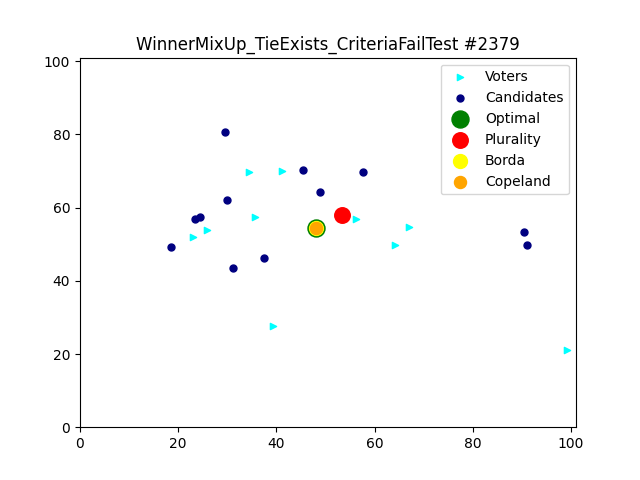 WinnerMixUp_TieExists_CriteriaFailTest #2379
100
80
60
40
20
0
0
20
40
60
80
100
Voters
Candidates
Optimal
Plurality
Borda
Copeland